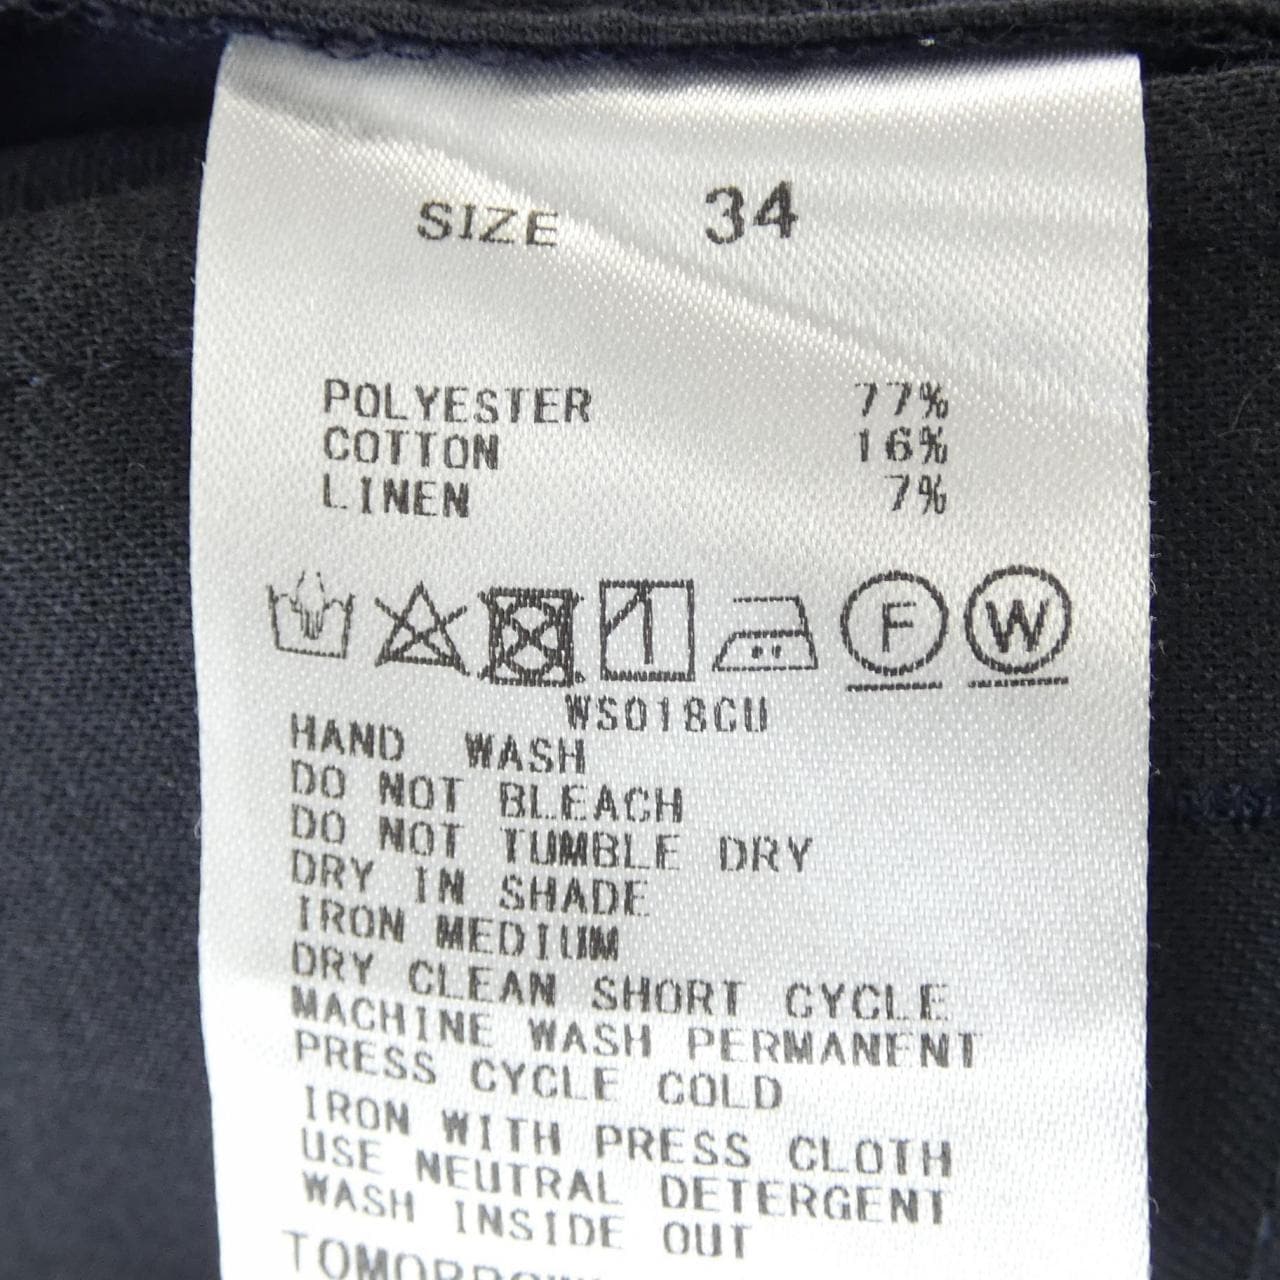 SIZE 34
POLYESTER 77%
COTTON 16%
LINEN 7%
F W
WS018CU
HAND WASH
DO NOT BLEACH
DO NOT TUMBLE DRY
DRY IN SHADE
IRON MEDIUM
DRY CLEAN SHORT CYCLE
MACHINE WASH PERMANENT
PRESS CYCLE COLD
IRON WITH PRESS CLOTH
USE NEUTRAL DETERGENT
WASH INSIDE OUT